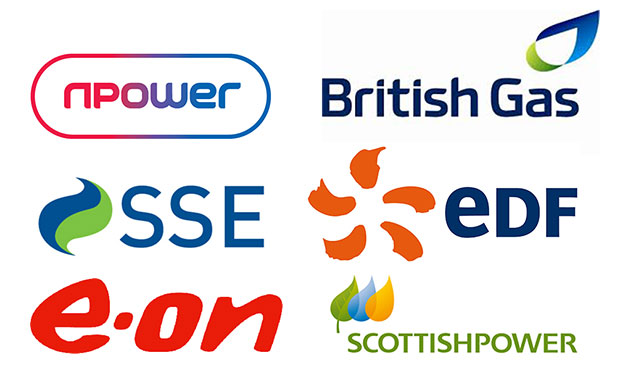 npower
British Gas
SSE
eDF
e·on
SCOTTISHPOWER